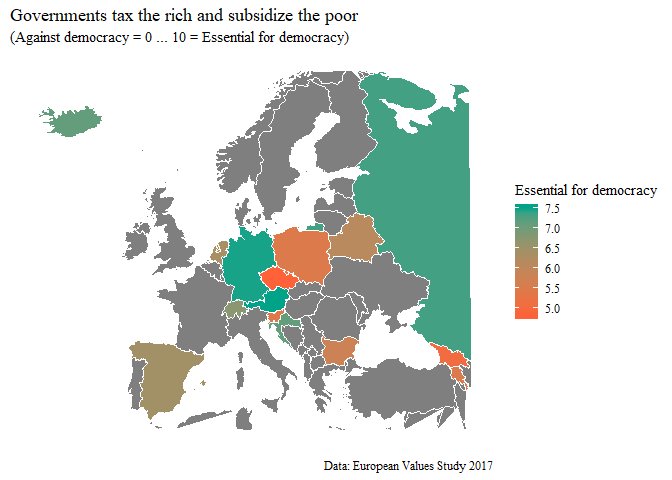 Governments tax the rich and subsidize the poor
(Against democracy = 0 ... 10 = Essential for democracy)
Essential for democracy
7.5
7.0
6.5
6.0
5.5
5.0
Data: European Values Study 2017